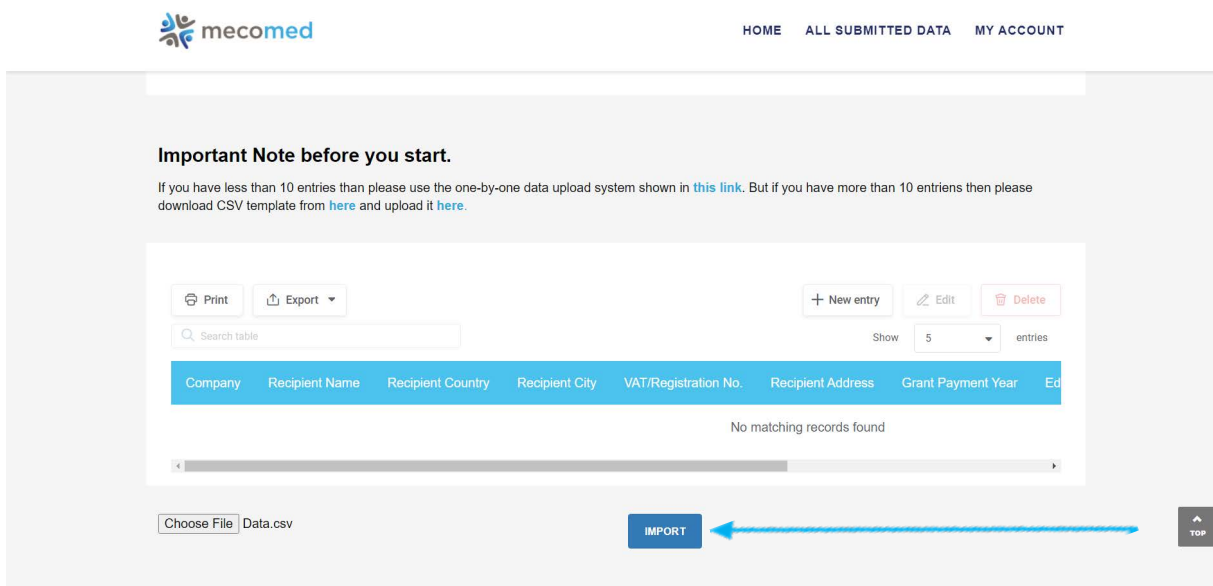 mecomed
HOME ALL SUBMITTED DATA MY ACCOUNT
Important Note before you start.
If you have less than 10 entries than please use the one-by-one data upload system shown in this link. But if you have more than 10 entriens then please
download CSV template from here and upload it here.
Print Export New entry Edit Delete
Search table Show 5 entries
Company Recipient Name Recipient Country Recipient City VAT/Registration No. Recipient Address Grant Payment Year Ed
No matching records found
Choose File Data.csv IMPORT TOP